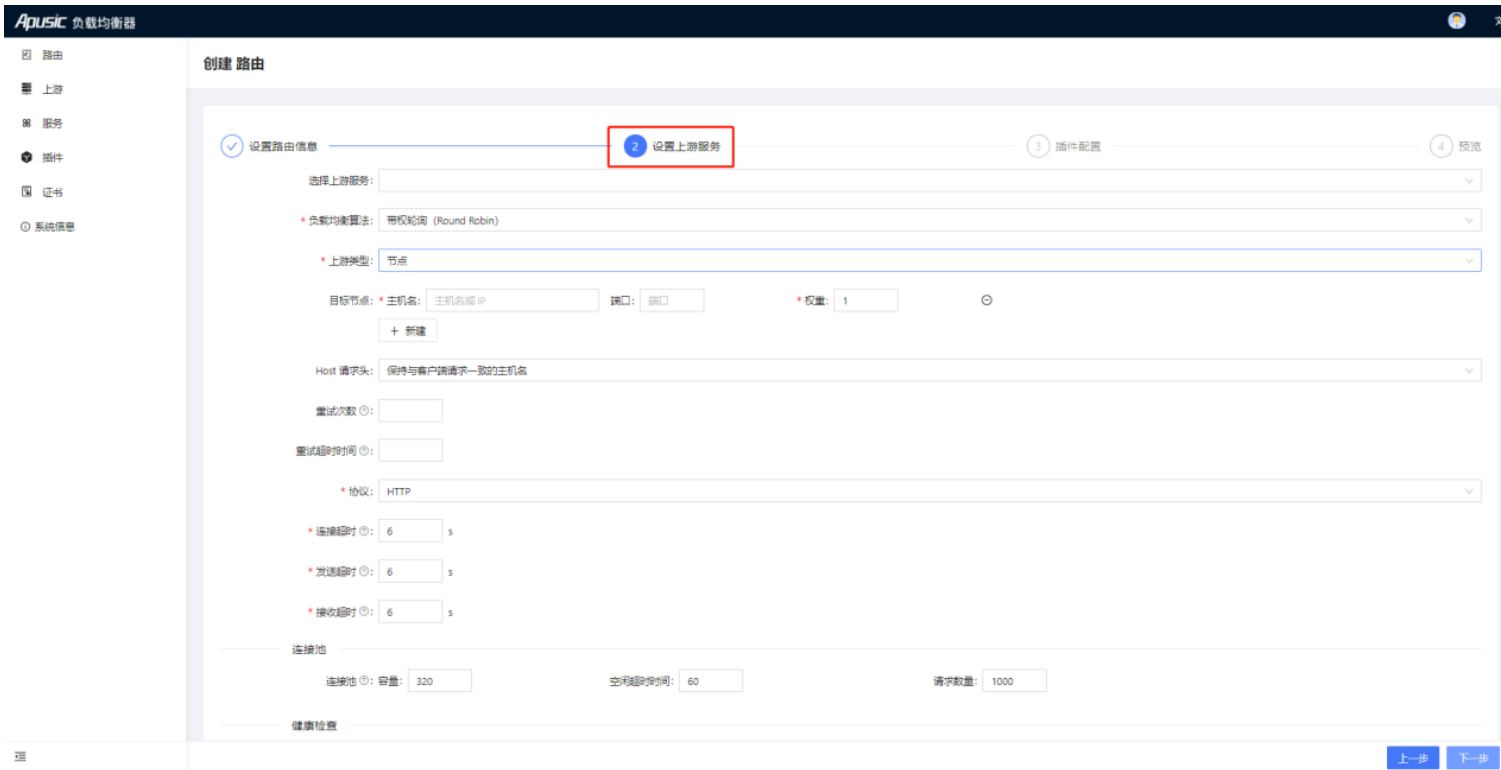 Apusic 负载均衡器
路由
上游
服务
插件
证书
系统信息
创建 路由
设置路由信息 2 设置上游服务 3 插件配置 4 预览
选择上游服务:
* 负载均衡算法: 带权轮询 (Round Robin)
* 上游类型: 节点
目标节点: * 主机名: 主机名或 IP 端口: 端口 * 权重: 1
+ 新建
Host 请求头: 保持与客户端请求一致的主机名
重试次数 ?:
重试超时时间 ?:
* 协议: HTTP
* 连接超时 ?: 6 s
* 发送超时 ?: 6 s
* 接收超时 ?: 6 s
连接池
连接池 ?: 容量: 320 空闲超时时间: 60 请求数量: 1000
健康检查
上一步 下一步